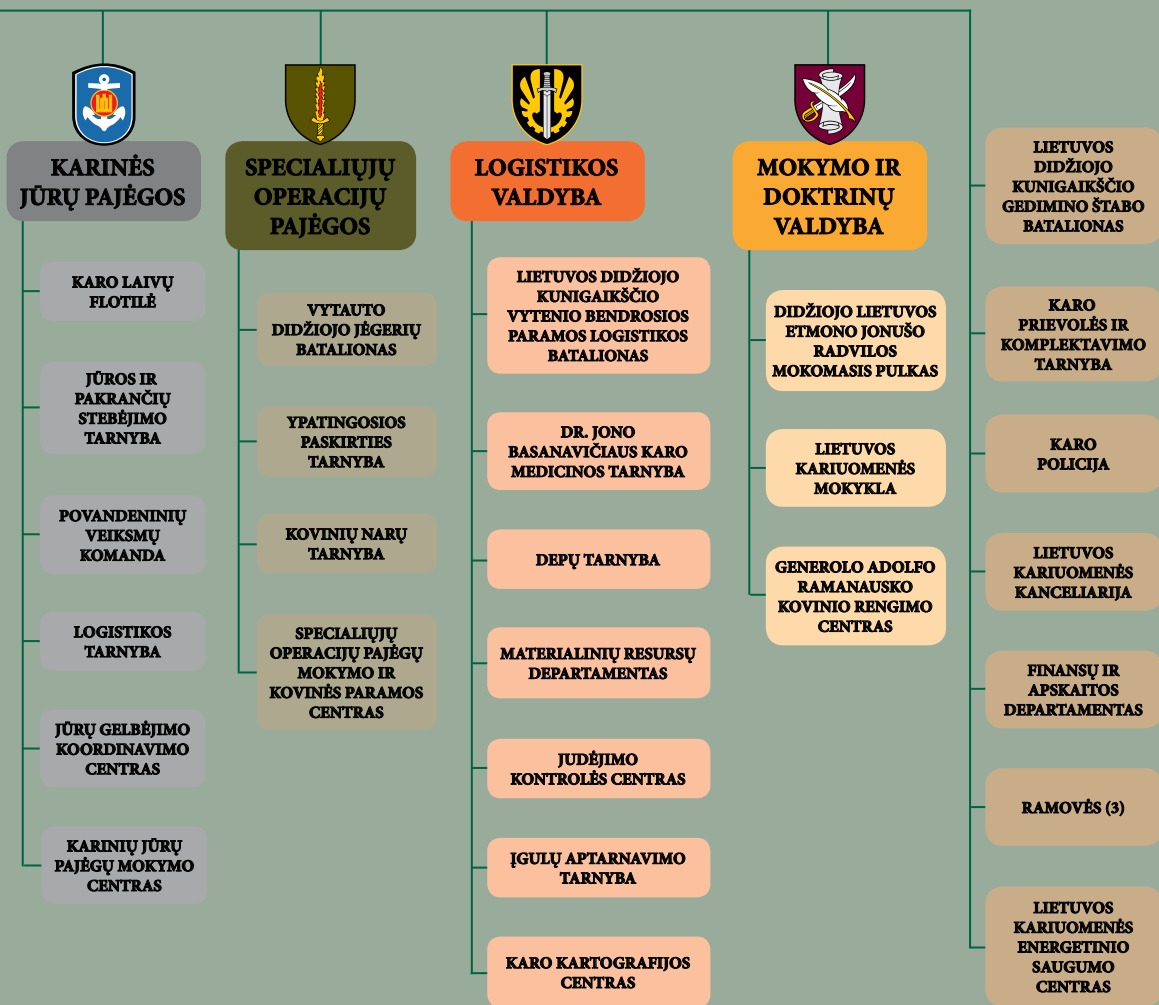 KARINĖS
JŪRŲ PAJĖGOS
KARO LAIVŲ
FLOTILĖ
JŪROS IR
PAKRANČIŲ
STEBĖJIMO
TARNYBA
POVANDENINIŲ
VEIKSMŲ
KOMANDA
LOGISTIKOS
TARNYBA
JŪRŲ GELBĖJIMO
KOORDINAVIMO
CENTRAS
KARINIŲ JŪRŲ
PAJĖGŲ MOKYMO
CENTRAS
SPECIALIŲJŲ
OPERACIJŲ
PAJĖGOS
VYTAUTO
DIDŽIOJO JĖGERIŲ
BATALIONAS
YPATINGOSIOS
PASKIRTIES
TARNYBA
KOVINIŲ NARŲ
TARNYBA
SPECIALIŲJŲ
OPERACIJŲ PAJĖGŲ
MOKYMO IR
KOVINĖS PARAMOS
CENTRAS
LOGISTIKOS
VALDYBA
LIETUVOS DIDŽIOJO
KUNIGAIKŠČIO
VYTENIO BENDROSIOS
PARAMOS LOGISTIKOS
BATALIONAS
DR. JONO
BASANAVIČIAUS KARO
MEDICINOS TARNYBA
DEPŲ TARNYBA
MATERIALINIŲ RESURSŲ
DEPARTAMENTAS
JUDĖJIMO
KONTROLĖS CENTRAS
ĮGULŲ APTARNAVIMO
TARNYBA
KARO KARTOGRAFIJOS
CENTRAS
MOKYMO IR
DOKTRINŲ
VALDYBA
DIDŽIOJO LIETUVOS
ETMONO JONUŠO
RADVILOS
MOKOMASIS PULKAS
LIETUVOS
KARIUOMENĖS
MOKYKLA
GENEROLO ADOLFO
RAMANAUSKO
KOVINIO RENGIMO
CENTRAS
LIETUVOS
DIDŽIOJO
KUNIGAIKŠČIO
GEDIMINO ŠTABO
BATALIONAS
KARO
PRIEVOLĖS IR
KOMPLEKTAVIMO
TARNYBA
KARO
POLICIJA
LIETUVOS
KARIUOMENĖS
KANCELIARIJA
FINANSŲ IR
APSKAITOS
DEPARTAMENTAS
RAMOVĖS (3)
LIETUVOS
KARIUOMENĖS
ENERGETINIO
SAUGUMO
CENTRAS